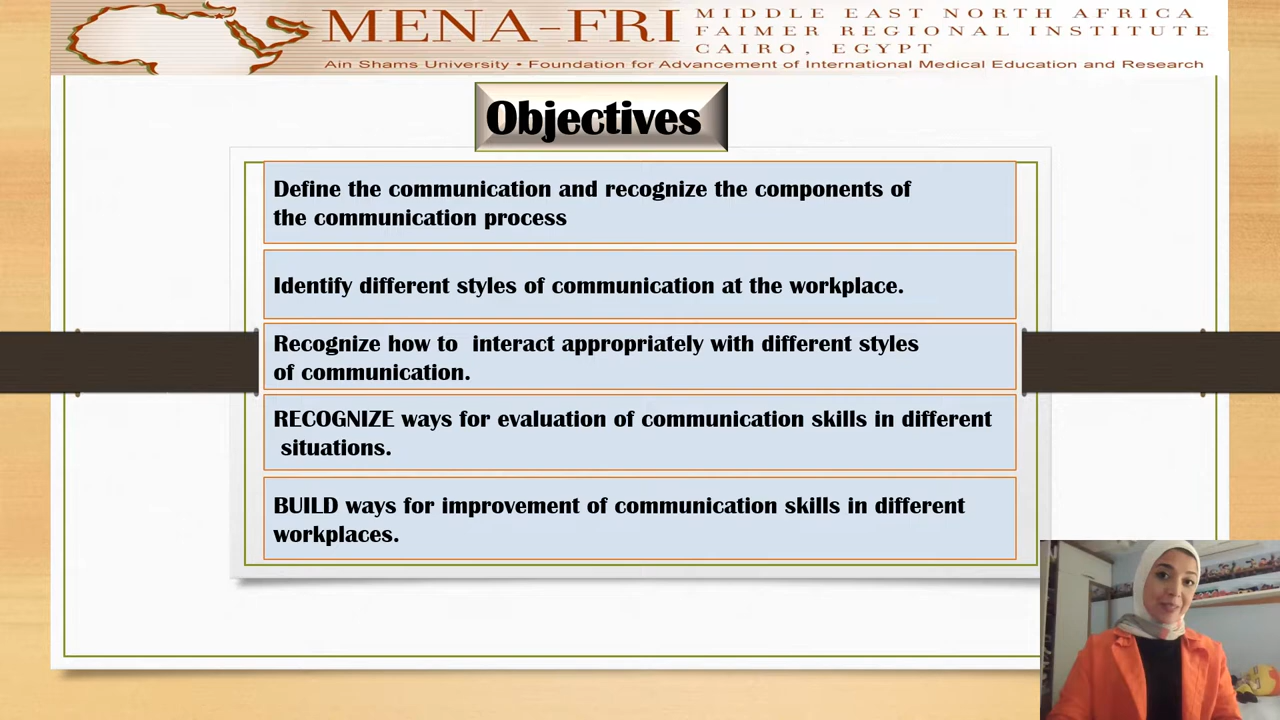 MENA-FRI
MIDDLE EAST NORTH AFRICA
FAIMER REGIONAL INSTITUTE
CAIRO, EGYPT
Ain Shams University • Foundation for Advancement of International Medical Education and Research
Objectives
Define the communication and recognize the components of
the communication process
Identify different styles of communication at the workplace.
Recognize how to  interact appropriately with different styles
of communication.
RECOGNIZE ways for evaluation of communication skills in different
situations.
BUILD ways for improvement of communication skills in different
workplaces.